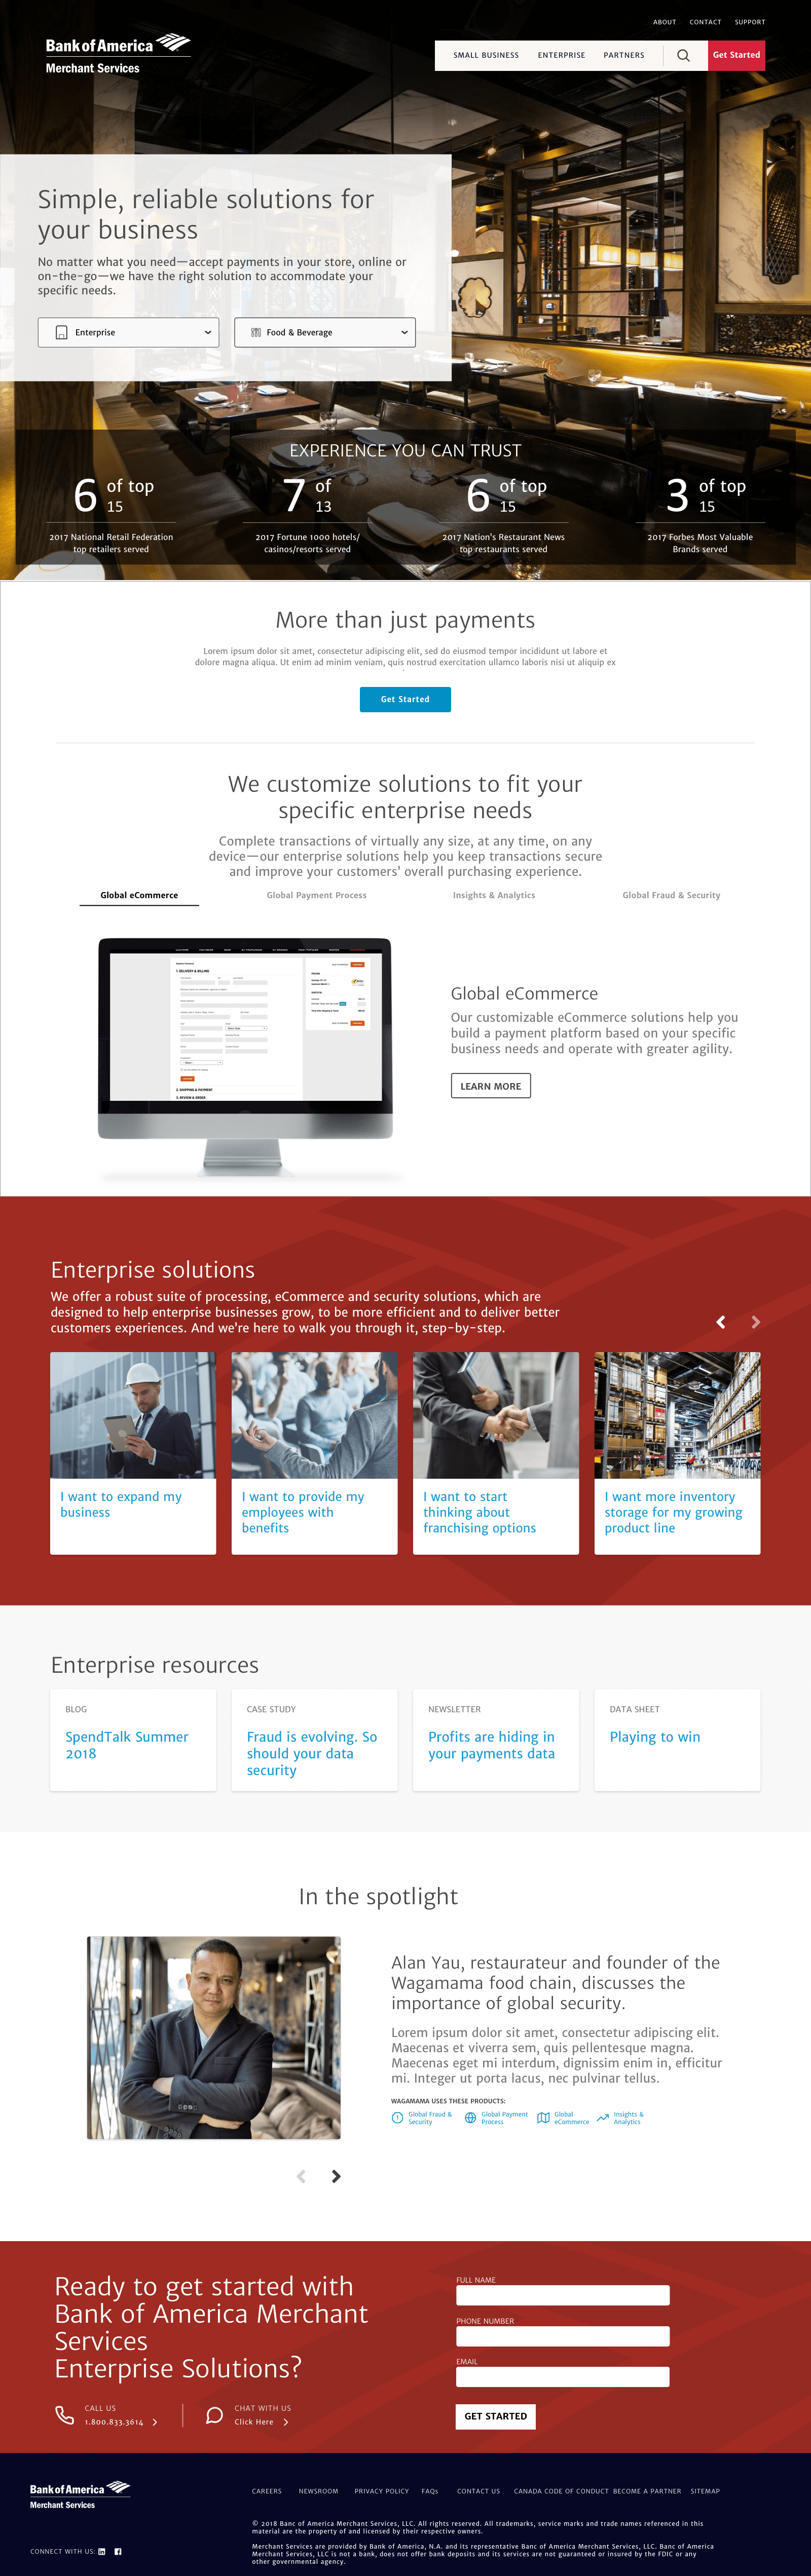 ABOUT CONTACT SUPPORT
Bank of America
Merchant Services
SMALL BUSINESS ENTERPRISE PARTNERS Get Started
Simple, reliable solutions for
your business
No matter what you need—accept payments in your store, online or
on-the-go—we have the right solution to accommodate your
specific needs.
Enterprise Food & Beverage
EXPERIENCE YOU CAN TRUST
6 of top 15
2017 National Retail Federation
top retailers served
7 of 13
2017 Fortune 1000 hotels/
casinos/resorts served
6 of top 15
2017 Nation's Restaurant News
top restaurants served
3 of top 15
2017 Forbes Most Valuable
Brands served
More than just payments
Lorem ipsum dolor sit amet, consectetur adipiscing elit, sed do eiusmod tempor incididunt ut labore et
dolore magna aliqua. Ut enim ad minim veniam, quis nostrud exercitation ullamco laboris nisi ut aliquip ex
Get Started
We customize solutions to fit your
specific enterprise needs
Complete transactions of virtually any size, at any time, on any
device—our enterprise solutions help you keep transactions secure
and improve your customers' overall purchasing experience.
Global eCommerce Global Payment Process Insights & Analytics Global Fraud & Security
1. DELIVERY & BILLING
2. SHIPPING & PAYMENT
3. REVIEW & ORDER
Global eCommerce
Our customizable eCommerce solutions help you
build a payment platform based on your specific
business needs and operate with greater agility.
LEARN MORE
Enterprise solutions
We offer a robust suite of processing, eCommerce and security solutions, which are
designed to help enterprise businesses grow, to be more efficient and to deliver better
customers experiences. And we're here to walk you through it, step-by-step.
I want to expand my
business
I want to provide my
employees with
benefits
I want to start
thinking about
franchising options
I want more inventory
storage for my growing
product line
Enterprise resources
BLOG
SpendTalk Summer
2018
CASE STUDY
Fraud is evolving. So
should your data
security
NEWSLETTER
Profits are hiding in
your payments data
DATA SHEET
Playing to win
In the spotlight
Alan Yau, restaurateur and founder of the
Wagamama food chain, discusses the
importance of global security.
Lorem ipsum dolor sit amet, consectetur adipiscing elit.
Maecenas et viverra sem, quis pellentesque magna.
Maecenas eget mi interdum, dignissim enim in, efficitur
mi. Integer ut porta lacus, nec pulvinar tellus.
WAGAMAMA USES THESE PRODUCTS:
Global Fraud &
Security
Global Payment
Process
Global
eCommerce
Insights &
Analytics
Ready to get started with
Bank of America Merchant
Services
Enterprise Solutions?
CALL US
1.800.833.3614
CHAT WITH US
Click Here
FULL NAME
PHONE NUMBER
EMAIL
GET STARTED
Bank of America
Merchant Services
CAREERS NEWSROOM PRIVACY POLICY FAQs CONTACT US CANADA CODE OF CONDUCT BECOME A PARTNER SITEMAP
© 2018 Banc of America Merchant Services, LLC. All rights reserved. All trademarks, service marks and trade names referenced in this
material are the property of and licensed by their respective owners.
Merchant Services are provided by Bank of America, N.A. and its representative Banc of America Merchant Services, LLC. Banc of America
Merchant Services, LLC is not a bank, does not offer bank deposits and its services are not guaranteed or insured by the FDIC or any
other governmental agency.
CONNECT WITH US: